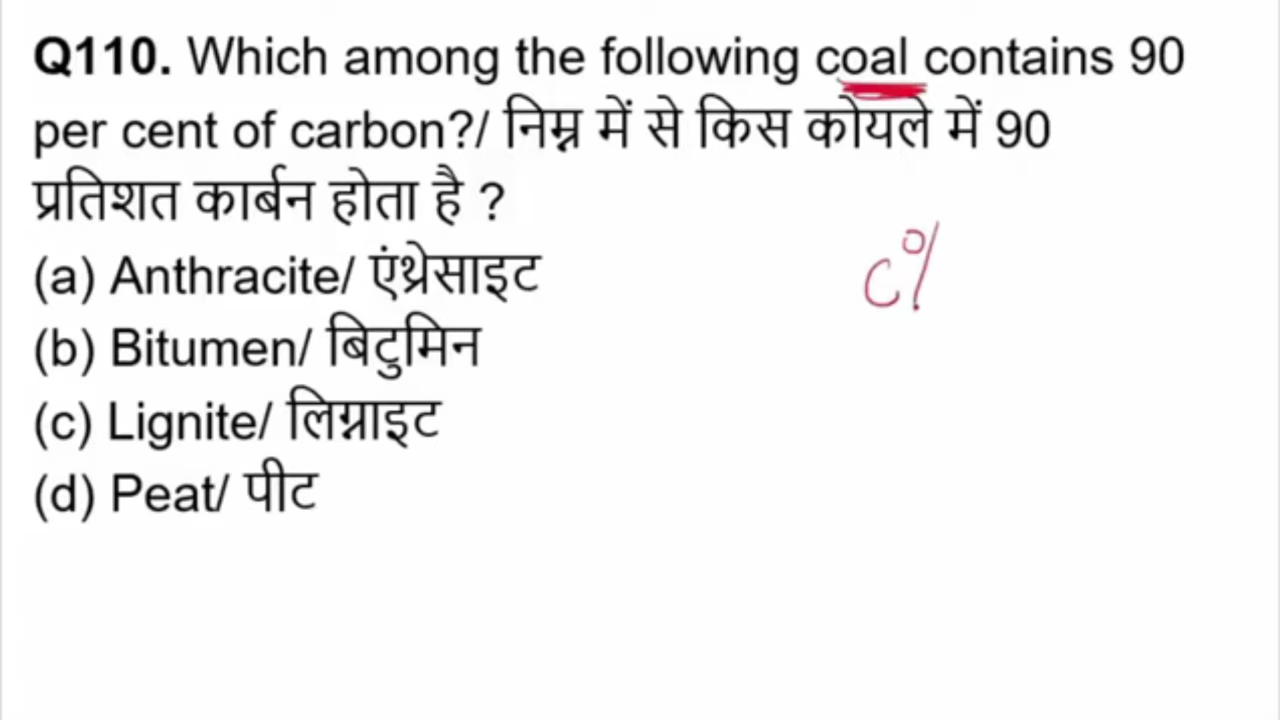 Q110. Which among the following coal contains 90
per cent of carbon?/ निम्न में से किस कोयले में 90
प्रतिशत कार्बन होता है ?
(a) Anthracite/ एंथ्रेसाइट
(b) Bitumen/ बिटुमिन
(c) Lignite/ लिग्नाइट
(d) Peat/ पीट
C%